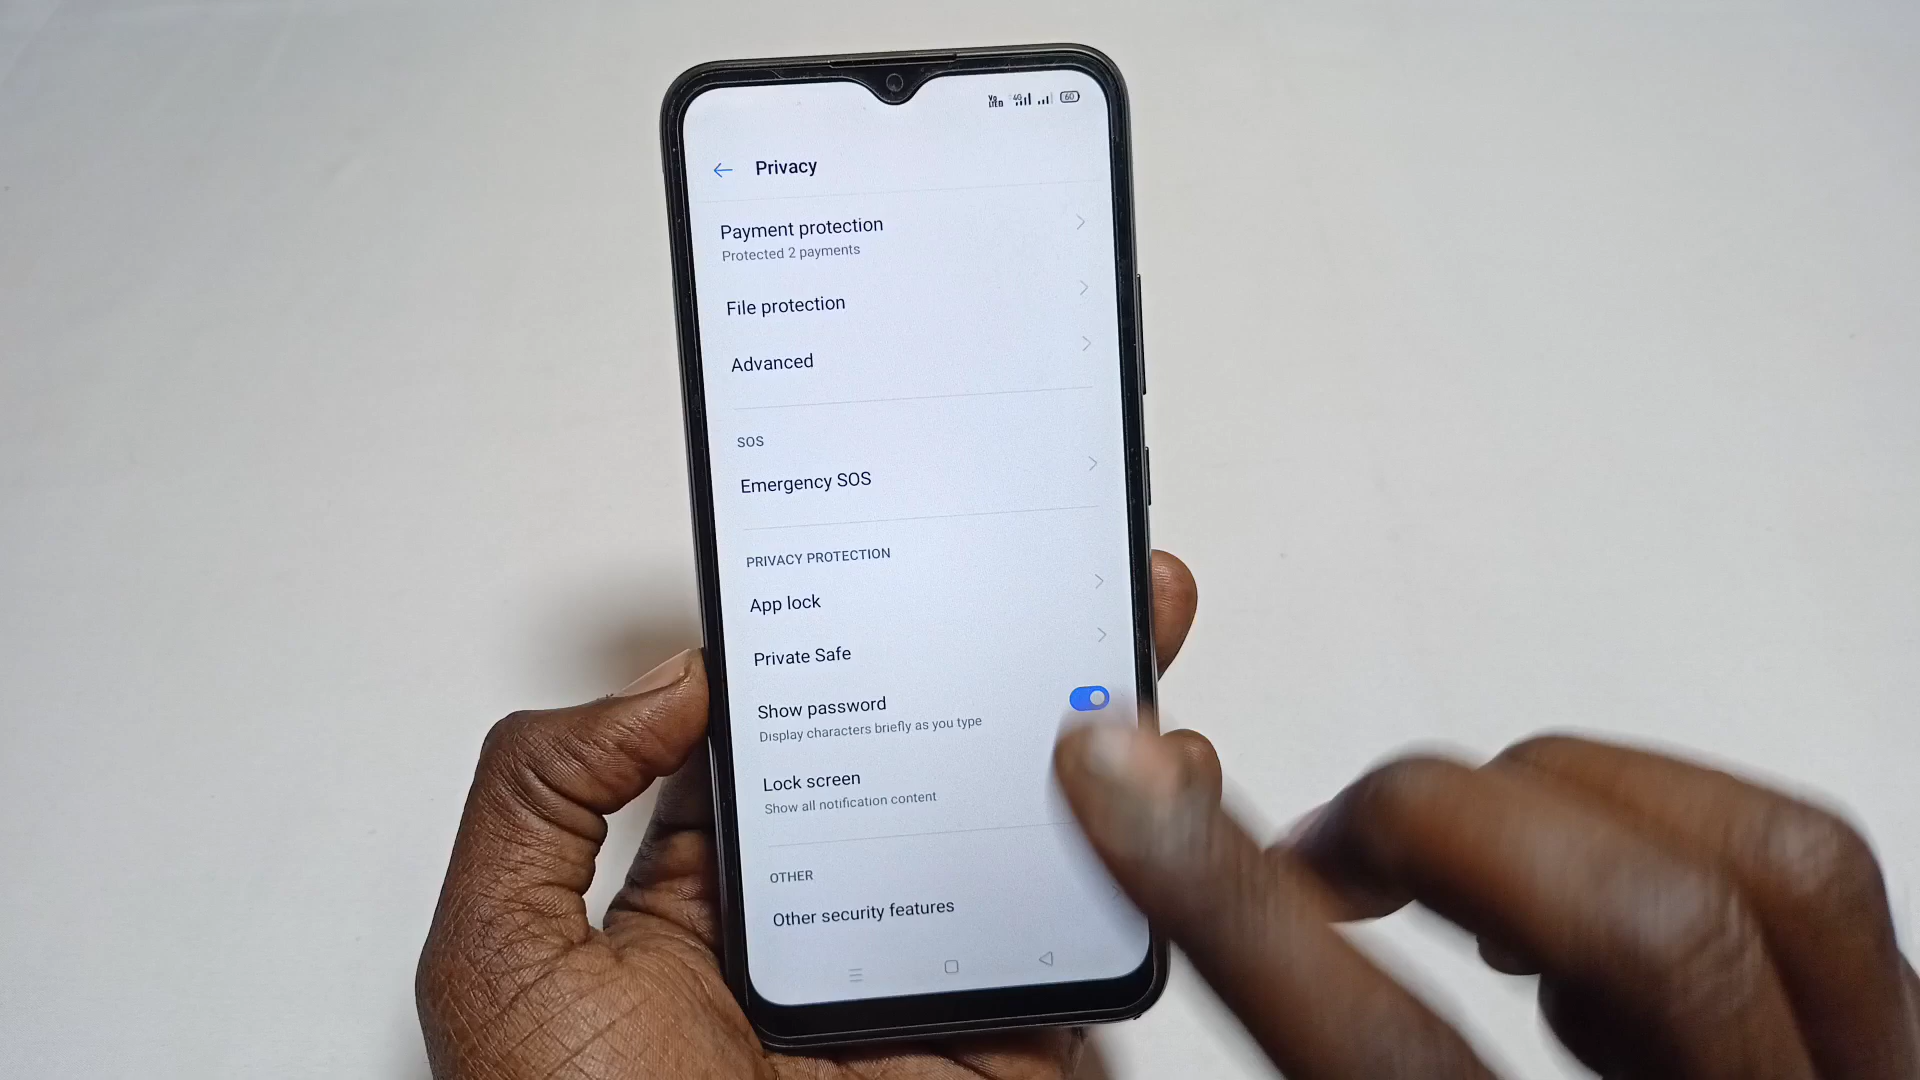 60
Privacy
Payment protection
Protected 2 payments
File protection
Advanced
SOS
Emergency SOS
PRIVACY PROTECTION
App lock
Private Safe
Show password
Display characters briefly as you type
Lock screen
Show all notification content
OTHER
Other security features